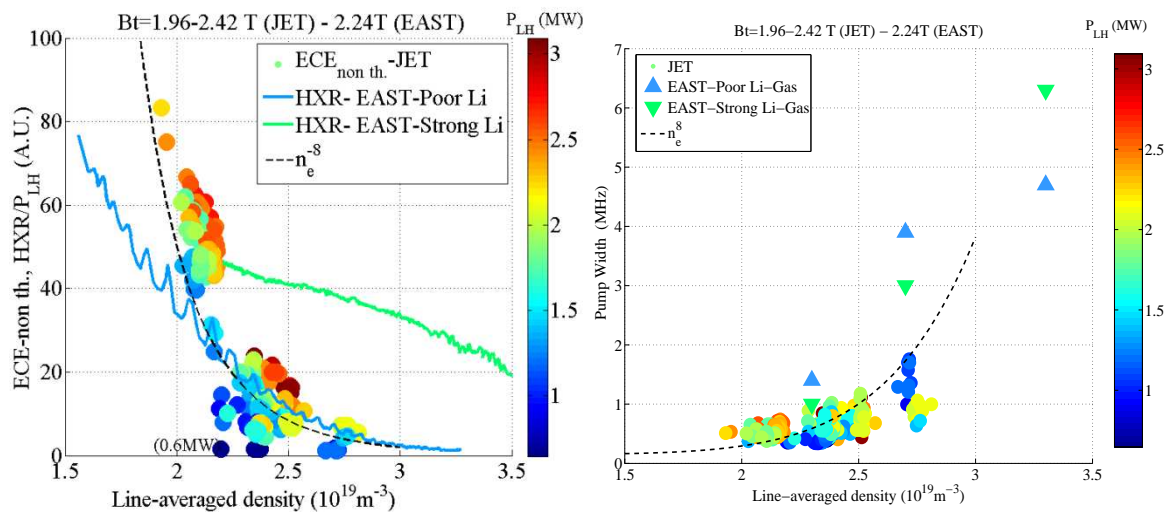 Bt=1.96-2.42 T (JET) - 2.24T (EAST)
P_LH (MW)
ECE_non th.-JET
HXR- EAST-Poor Li
HXR- EAST-Strong Li
n_e^-8
100
80
60
40
20
0
ECE-non th., HXR/P_LH (A.U.)
(0.6MW)
1.5 2 2.5 3 3.5
Line-averaged density (10^19 m^-3)
3
2.5
2
1.5
1
Bt=1.96−2.42 T (JET) − 2.24T (EAST)
P_LH (MW)
JET
EAST−Poor Li−Gas
EAST−Strong Li−Gas
n_e^8
7
6
5
4
3
2
1
0
Pump Width (MHz)
1.5 2 2.5 3 3.5
Line−averaged density (10^19 m^−3)
3
2.5
2
1.5
1